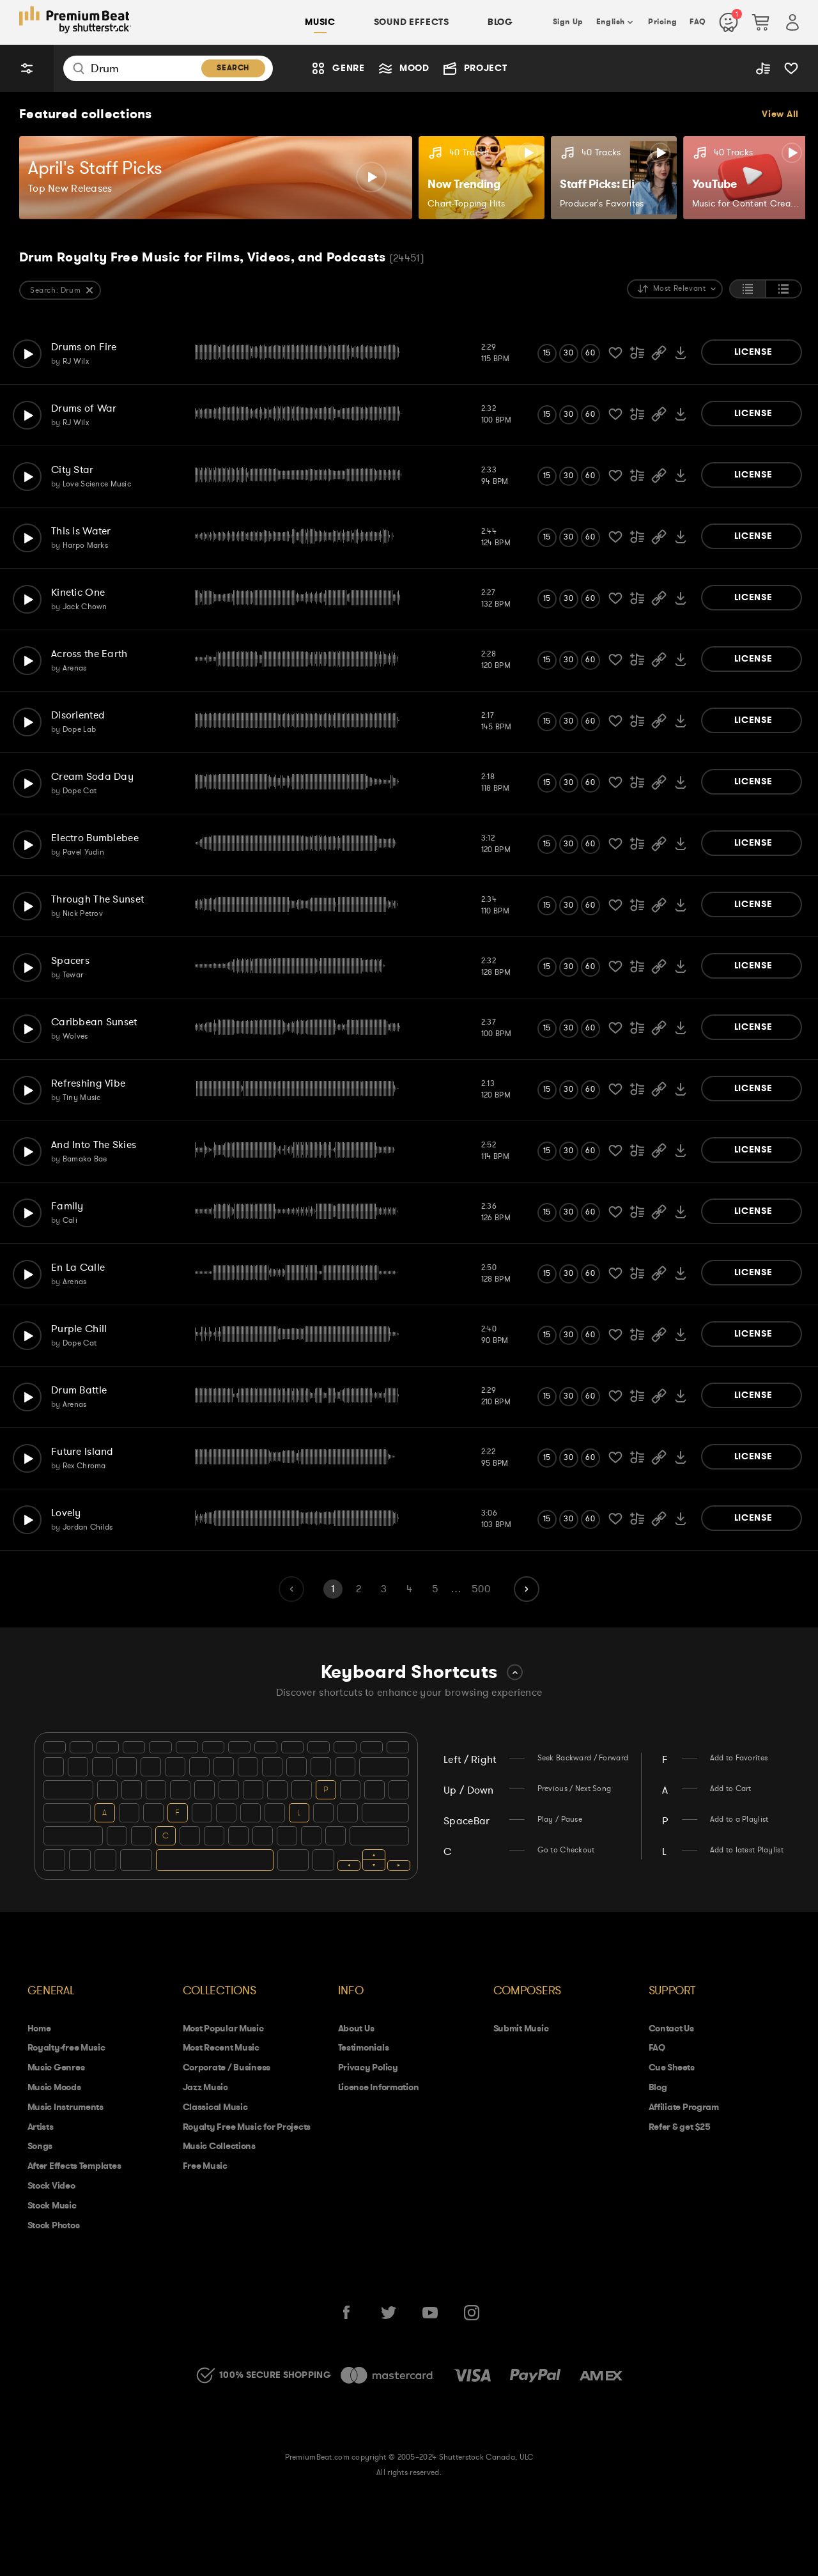 PremiumBeat
by shutterstock
MUSIC SOUND EFFECTS BLOG Sign Up English Pricing FAQ 1
Drum SEARCH GENRE MOOD PROJECT
Featured collections View All
April's Staff Picks
Top New Releases
40 Tracks
Now Trending
Chart-Topping Hits
40 Tracks
Staff Picks: Eli
Producer's Favorites
40 Tracks
YouTube
Music for Content Crea...
Drum Royalty Free Music for Films, Videos, and Podcasts (24451)
Search: Drum Most Relevant
Drums on Fire 2:29 15 30 60 LICENSE
by RJ Wilx 115 BPM
Drums of War 2:32 15 30 60 LICENSE
by RJ Wilx 100 BPM
City Star 2:33 15 30 60 LICENSE
by Love Science Music 94 BPM
This is Water 2:44 15 30 60 LICENSE
by Harpo Marks 124 BPM
Kinetic One 2:27 15 30 60 LICENSE
by Jack Chown 132 BPM
Across the Earth 2:28 15 30 60 LICENSE
by Arenas 120 BPM
Disoriented 2:17 15 30 60 LICENSE
by Dope Lab 145 BPM
Cream Soda Day 2:18 15 30 60 LICENSE
by Dope Cat 118 BPM
Electro Bumblebee 3:12 15 30 60 LICENSE
by Pavel Yudin 120 BPM
Through The Sunset 2:34 15 30 60 LICENSE
by Nick Petrov 110 BPM
Spacers 2:32 15 30 60 LICENSE
by Tewar 128 BPM
Caribbean Sunset 2:37 15 30 60 LICENSE
by Wolves 100 BPM
Refreshing Vibe 2:13 15 30 60 LICENSE
by Tiny Music 120 BPM
And Into The Skies 2:52 15 30 60 LICENSE
by Bamako Bae 114 BPM
Family 2:36 15 30 60 LICENSE
by Cali 126 BPM
En La Calle 2:50 15 30 60 LICENSE
by Arenas 128 BPM
Purple Chill 2:40 15 30 60 LICENSE
by Dope Cat 90 BPM
Drum Battle 2:29 15 30 60 LICENSE
by Arenas 210 BPM
Future Island 2:22 15 30 60 LICENSE
by Rex Chroma 95 BPM
Lovely 3:06 15 30 60 LICENSE
by Jordan Childs 103 BPM
1 2 3 4 5 ... 500
Keyboard Shortcuts
Discover shortcuts to enhance your browsing experience
P
A F L
C
Left / Right Seek Backward / Forward
Up / Down Previous / Next Song
SpaceBar Play / Pause
C Go to Checkout
F Add to Favorites
A Add to Cart
P Add to a Playlist
L Add to latest Playlist
GENERAL
Home
Royalty-free Music
Music Genres
Music Moods
Music Instruments
Artists
Songs
After Effects Templates
Stock Video
Stock Music
Stock Photos
COLLECTIONS
Most Popular Music
Most Recent Music
Corporate / Business
Jazz Music
Classical Music
Royalty Free Music for Projects
Music Collections
Free Music
INFO
About Us
Testimonials
Privacy Policy
License Information
COMPOSERS
Submit Music
SUPPORT
Contact Us
FAQ
Cue Sheets
Blog
Affiliate Program
Refer & get $25
100% SECURE SHOPPING mastercard VISA PayPal AMEX
PremiumBeat.com copyright © 2005-2024 Shutterstock Canada, ULC
All rights reserved.